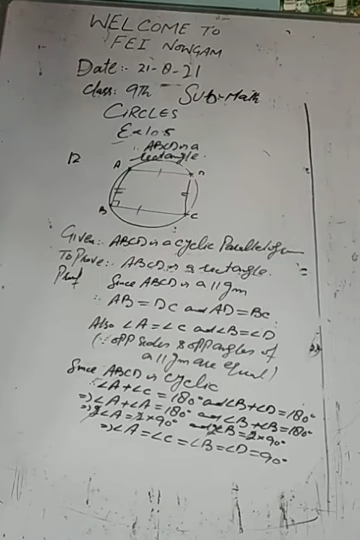 WELCOME TO
FEI NOWGAM
Date:- 21-8-21
Class: 9TH Sub:-Math
CIRCLES
Ex 10.5
12
ABCD is a
rectangle.
A D
B C
Given:- ABCD is a cyclic Parallelogram
To Prove:- ABCD is a rectangle.
Proof Since ABCD is a ||gm
∴ AB = DC and AD = BC
Also ∠A = ∠C and ∠B = ∠D
(∵ opp sides & opp angles of
a ||gm are equal)
Since ABCD is cyclic
∴ ∠A + ∠C = 180° and ∠B + ∠D = 180°
⇒ ∠A + ∠A = 180° and ∠B + ∠B = 180°
⇒ 2∠A = 2×90° and 2∠B = 2×90°
⇒ ∠A = ∠C = ∠B = ∠D = 90°